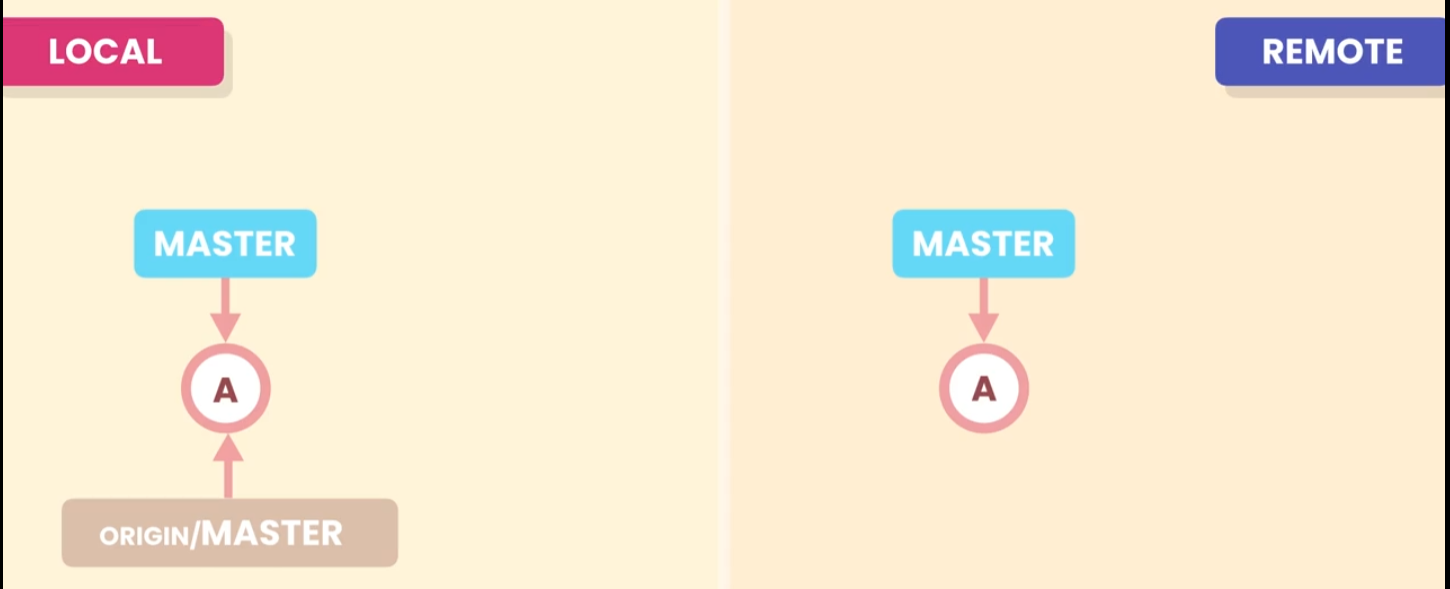 LOCAL
REMOTE
MASTER
MASTER
A
A
ORIGIN/MASTER